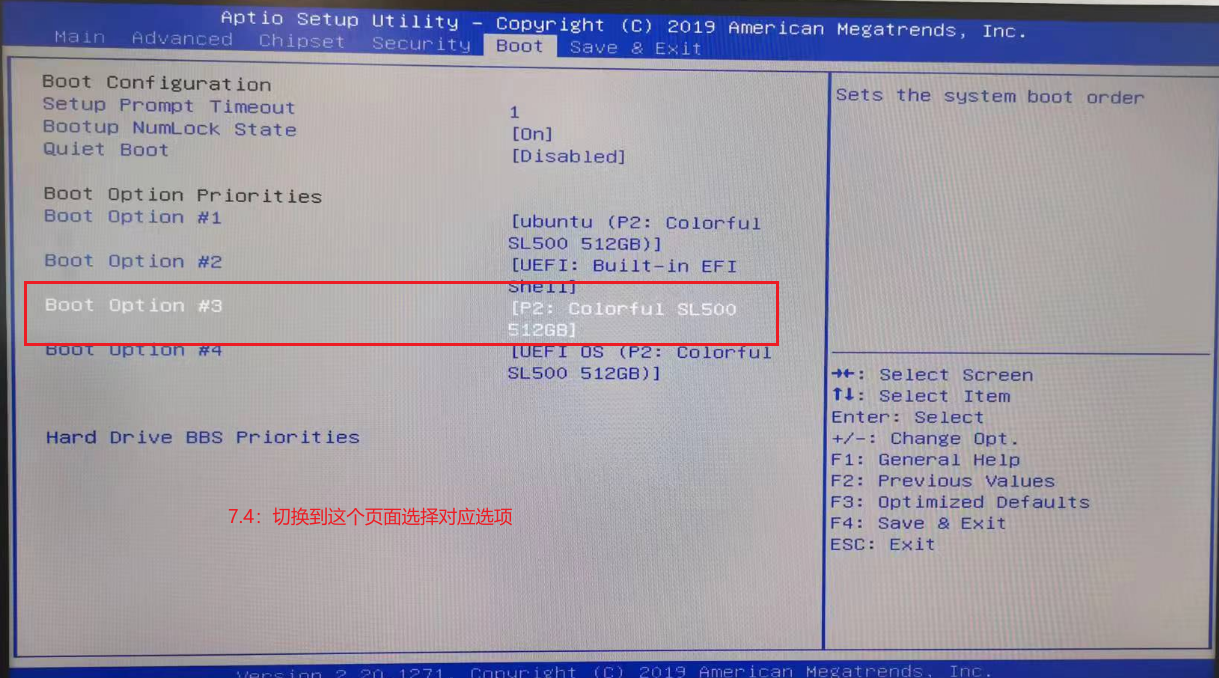 Aptio Setup Utility – Copyright (C) 2019 American Megatrends, Inc.
Main Advanced Chipset Security Boot Save & Exit
Boot Configuration
Setup Prompt Timeout 1
Bootup NumLock State [On]
Quiet Boot [Disabled]
Boot Option Priorities
Boot Option #1 [ubuntu (P2: Colorful
SL500 512GB)]
Boot Option #2 [UEFI: Built-in EFI
Shell]
Boot Option #3 [P2: Colorful SL500
512GB]
Boot Option #4 [UEFI OS (P2: Colorful
SL500 512GB)]
Hard Drive BBS Priorities
7.4：切换到这个页面选择对应选项
Sets the system boot order
→←: Select Screen
↑↓: Select Item
Enter: Select
+/-: Change Opt.
F1: General Help
F2: Previous Values
F3: Optimized Defaults
F4: Save & Exit
ESC: Exit
Version 2.20.1271. Copyright (C) 2019 American Megatrends, Inc.